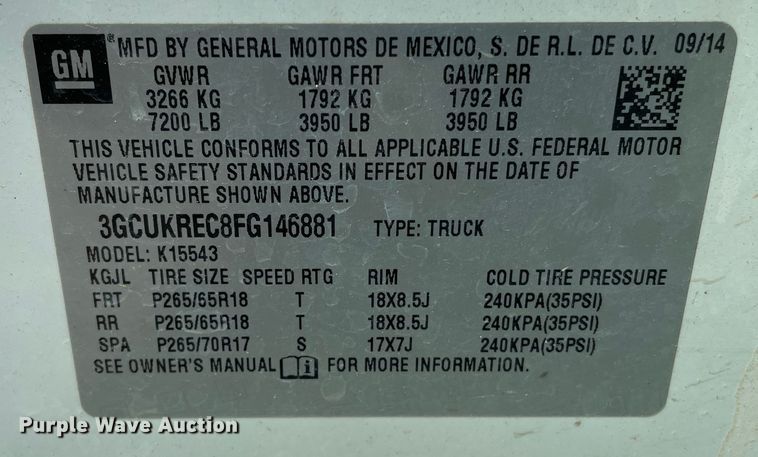 GM ® MFD BY GENERAL MOTORS DE MEXICO, S. DE R.L. DE C.V. 09/14
GVWR GAWR FRT GAWR RR
3266 KG 1792 KG 1792 KG
7200 LB 3950 LB 3950 LB
THIS VEHICLE CONFORMS TO ALL APPLICABLE U.S. FEDERAL MOTOR
VEHICLE SAFETY STANDARDS IN EFFECT ON THE DATE OF
MANUFACTURE SHOWN ABOVE.
3GCUKREC8FG146881 TYPE: TRUCK
MODEL: K15543
KGJL TIRE SIZE SPEED RTG RIM COLD TIRE PRESSURE
FRT P265/65R18 T 18X8.5J 240KPA(35PSI)
RR P265/65R18 T 18X8.5J 240KPA(35PSI)
SPA P265/70R17 S 17X7J 240KPA(35PSI)
SEE OWNER'S MANUAL FOR MORE INFORMATION.
Purple Wave Auction